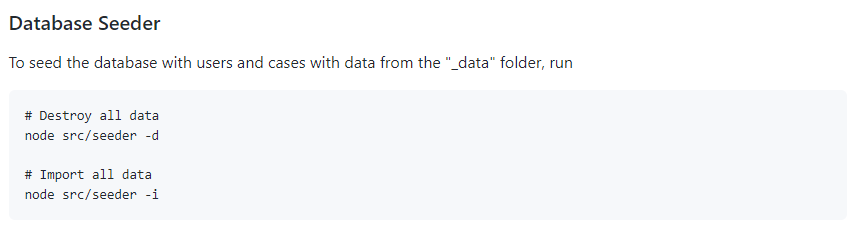 Database Seeder
To seed the database with users and cases with data from the "_data" folder, run
# Destroy all data
node src/seeder -d
# Import all data
node src/seeder -i